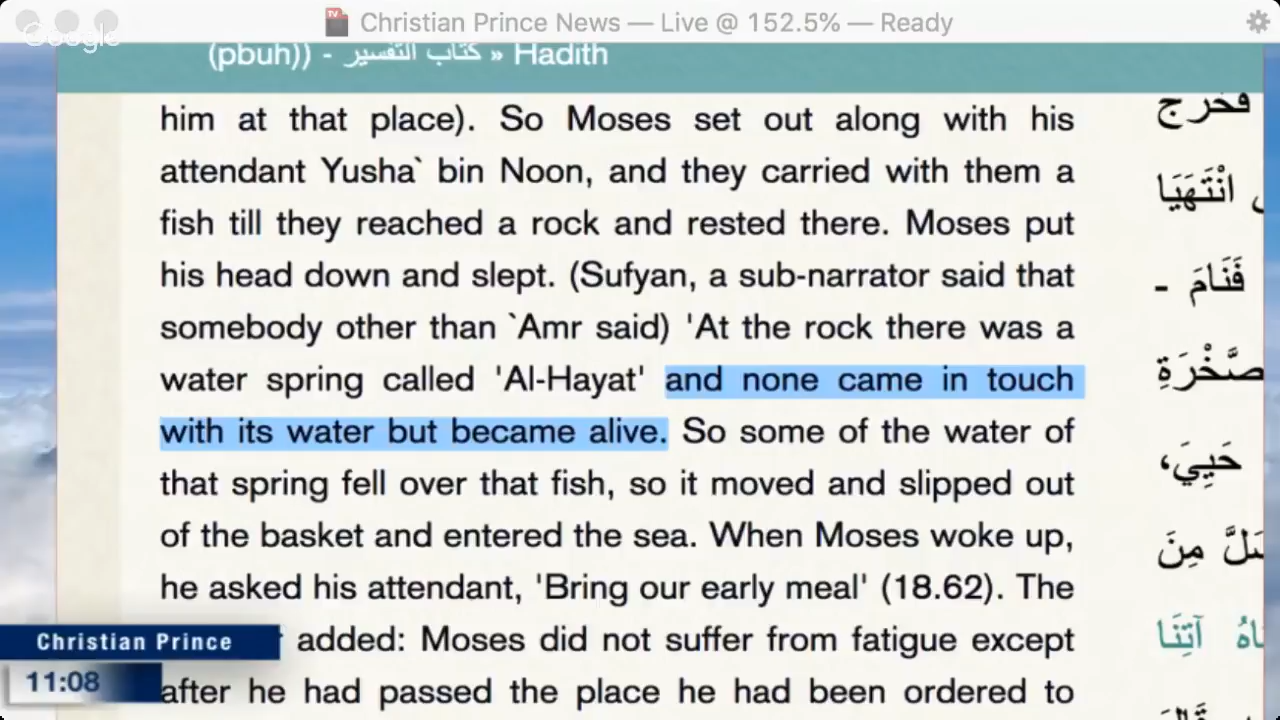 Christian Prince News — Live @ 152.5% — Ready
Google
(pbuh)) - كتاب التفسير » Hadith
him at that place). So Moses set out along with his
attendant Yusha` bin Noon, and they carried with them a
fish till they reached a rock and rested there. Moses put
his head down and slept. (Sufyan, a sub-narrator said that
somebody other than `Amr said) 'At the rock there was a
water spring called 'Al-Hayat' and none came in touch
with its water but became alive. So some of the water of
that spring fell over that fish, so it moved and slipped out
of the basket and entered the sea. When Moses woke up,
he asked his attendant, 'Bring our early meal' (18.62). The
added: Moses did not suffer from fatigue except
after he had passed the place he had been ordered to
فَخَرَجَ
انْتَهَيَا
فَنَامَ -
صَّخْرَةِ
حَيِيَ،
سَلَّ مِنَ
آتِنَا
Christian Prince
11:08